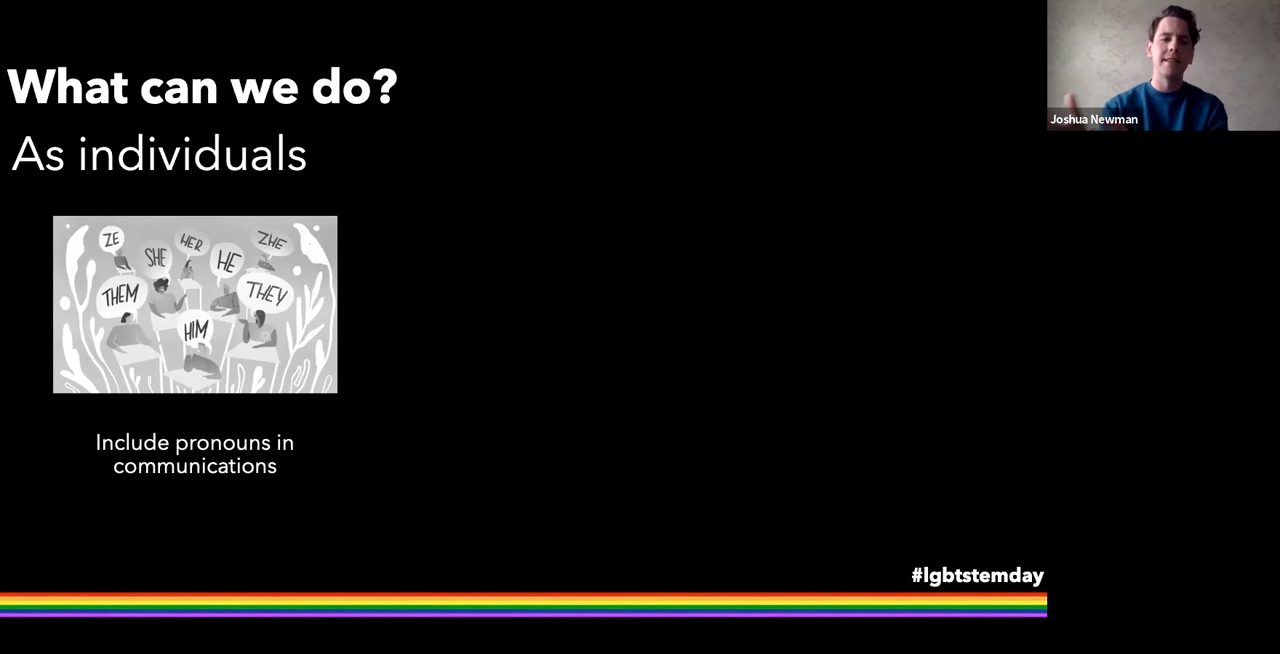 What can we do?
As individuals
ZE
SHE
HER
HE
ZHE
THEM
THEY
HIM
Include pronouns in
communications
#lgbtstemday
Joshua Newman